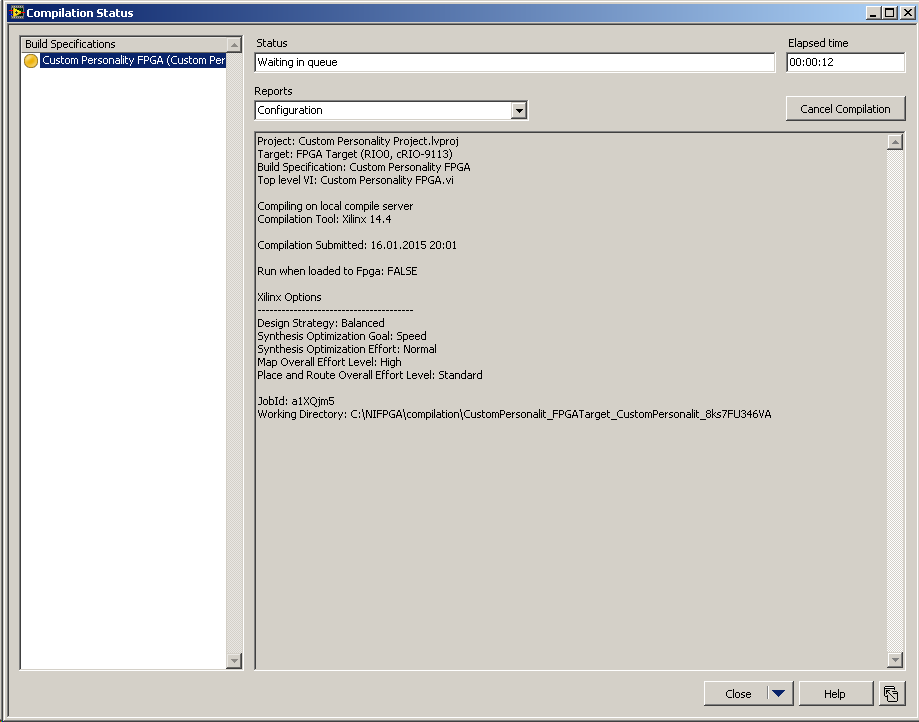 Compilation Status
Build Specifications
Custom Personality FPGA (Custom Per
Status
Waiting in queue
Elapsed time
00:00:12
Reports
Configuration
Cancel Compilation
Project: Custom Personality Project.lvproj
Target: FPGA Target (RIO0, cRIO-9113)
Build Specification: Custom Personality FPGA
Top level VI: Custom Personality FPGA.vi
Compiling on local compile server
Compilation Tool: Xilinx 14.4
Compilation Submitted: 16.01.2015 20:01
Run when loaded to Fpga: FALSE
Xilinx Options
---------------------------------------
Design Strategy: Balanced
Synthesis Optimization Goal: Speed
Synthesis Optimization Effort: Normal
Map Overall Effort Level: High
Place and Route Overall Effort Level: Standard
JobId: a1XQjm5
Working Directory: C:\NIFPGA\compilation\CustomPersonalit_FPGATarget_CustomPersonalit_8ks7FU346VA
Close
Help